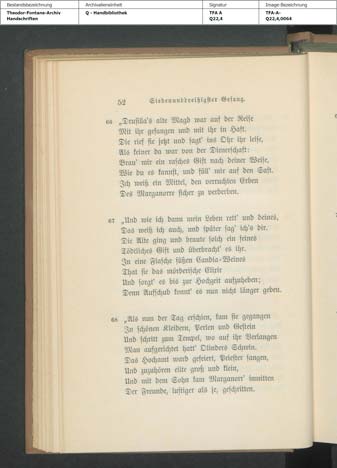 Bestandsbezeichnung Archivalieneinheit Signatur Image-Bezeichnung
Theodor-Fontane-Archiv Q - Handbibliothek TFA A TFA-A-
Handschriften Q22,4 Q22,4,0064
52 Siebenunddreißigster Gesang.
66 „Drusilla's alte Magd war auf der Reise
Mit ihr gefangen und mit ihr in Haft.
Die rief sie jetzt und sagt' ins Ohr ihr leise,
Als keiner da war von der Dienerschaft:
Brau' mir ein rasches Gift nach deiner Weise,
Wie du es kannst, und füll' mir auf den Saft.
Ich weiß ein Mittel, den verruchten Erben
Des Marganorre sicher zu verderben.
67 „Und wie ich dann mein Leben rett' und deines,
Das weiß ich auch, und später sag' ich's dir.
Die Alte ging und braute solch ein feines
Tödtliches Gift und überbracht' es ihr.
In eine Flasche süßen Candia-Weines
That sie das mörderische Elixir
Und sorgt' es bis zur Hochzeit aufzuheben;
Denn Aufschub konnt' es nun nicht länger geben.
68 „Als nun der Tag erschien, kam sie gegangen
In schönen Kleidern, Perlen und Gestein
Und schritt zum Tempel, wo auf ihr Verlangen
Man aufgerichtet hatt' Olinders Schrein.
Das Hochamt ward gefeiert, Priester sangen,
Und zuzuhören eilte groß und klein,
Und mit dem Sohn kam Marganorr' inmitten
Der Freunde, lustiger als je, geschritten.